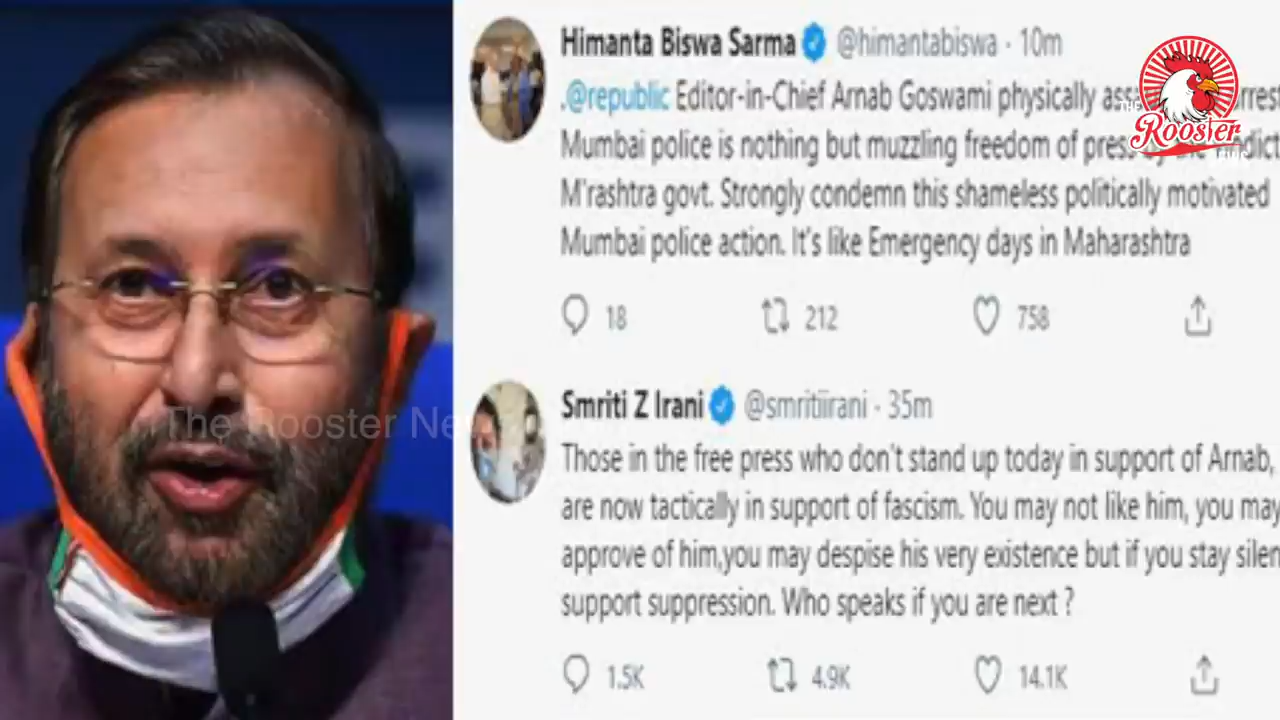 Himanta Biswa Sarma @himantabiswa · 10m
.@republic Editor-in-Chief Arnab Goswami physically
Mumbai police is nothing but muzzling freedom of press
M'rashtra govt. Strongly condemn this shameless politically motivated
Mumbai police action. It's like Emergency days in Maharashtra
18 212 758
THE
Rooster
NEWS
Smriti Z Irani @smritiirani · 35m
The Rooster
Those in the free press who don't stand up today in support of Arnab,
are now tactically in support of fascism. You may not like him, you may
approve of him,you may despise his very existence but if you stay
support suppression. Who speaks if you are next ?
1.5K 4.9K 14.1K